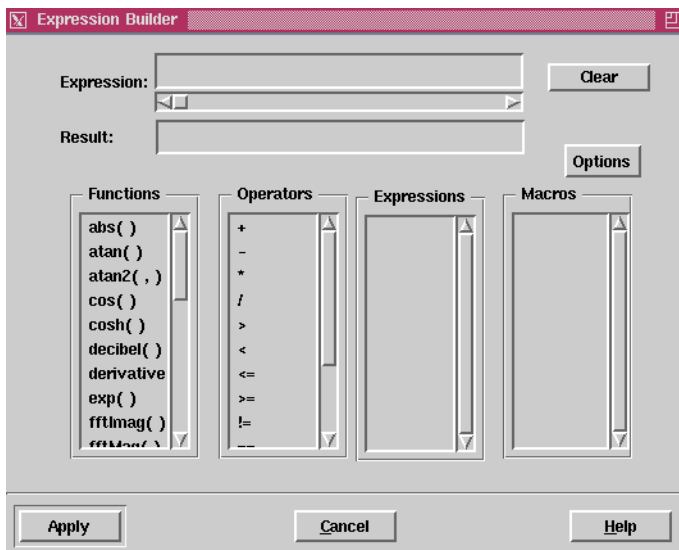 Expression Builder
Expression:
Clear
Result:
Options
Functions
abs( )
atan( )
atan2( , )
cos( )
cosh( )
decibel( )
derivative
exp( )
fftImag( )
fftMag( )
Operators
+
-
*
/
>
<
<=
>=
!=
==
Expressions
Macros
Apply
Cancel
Help